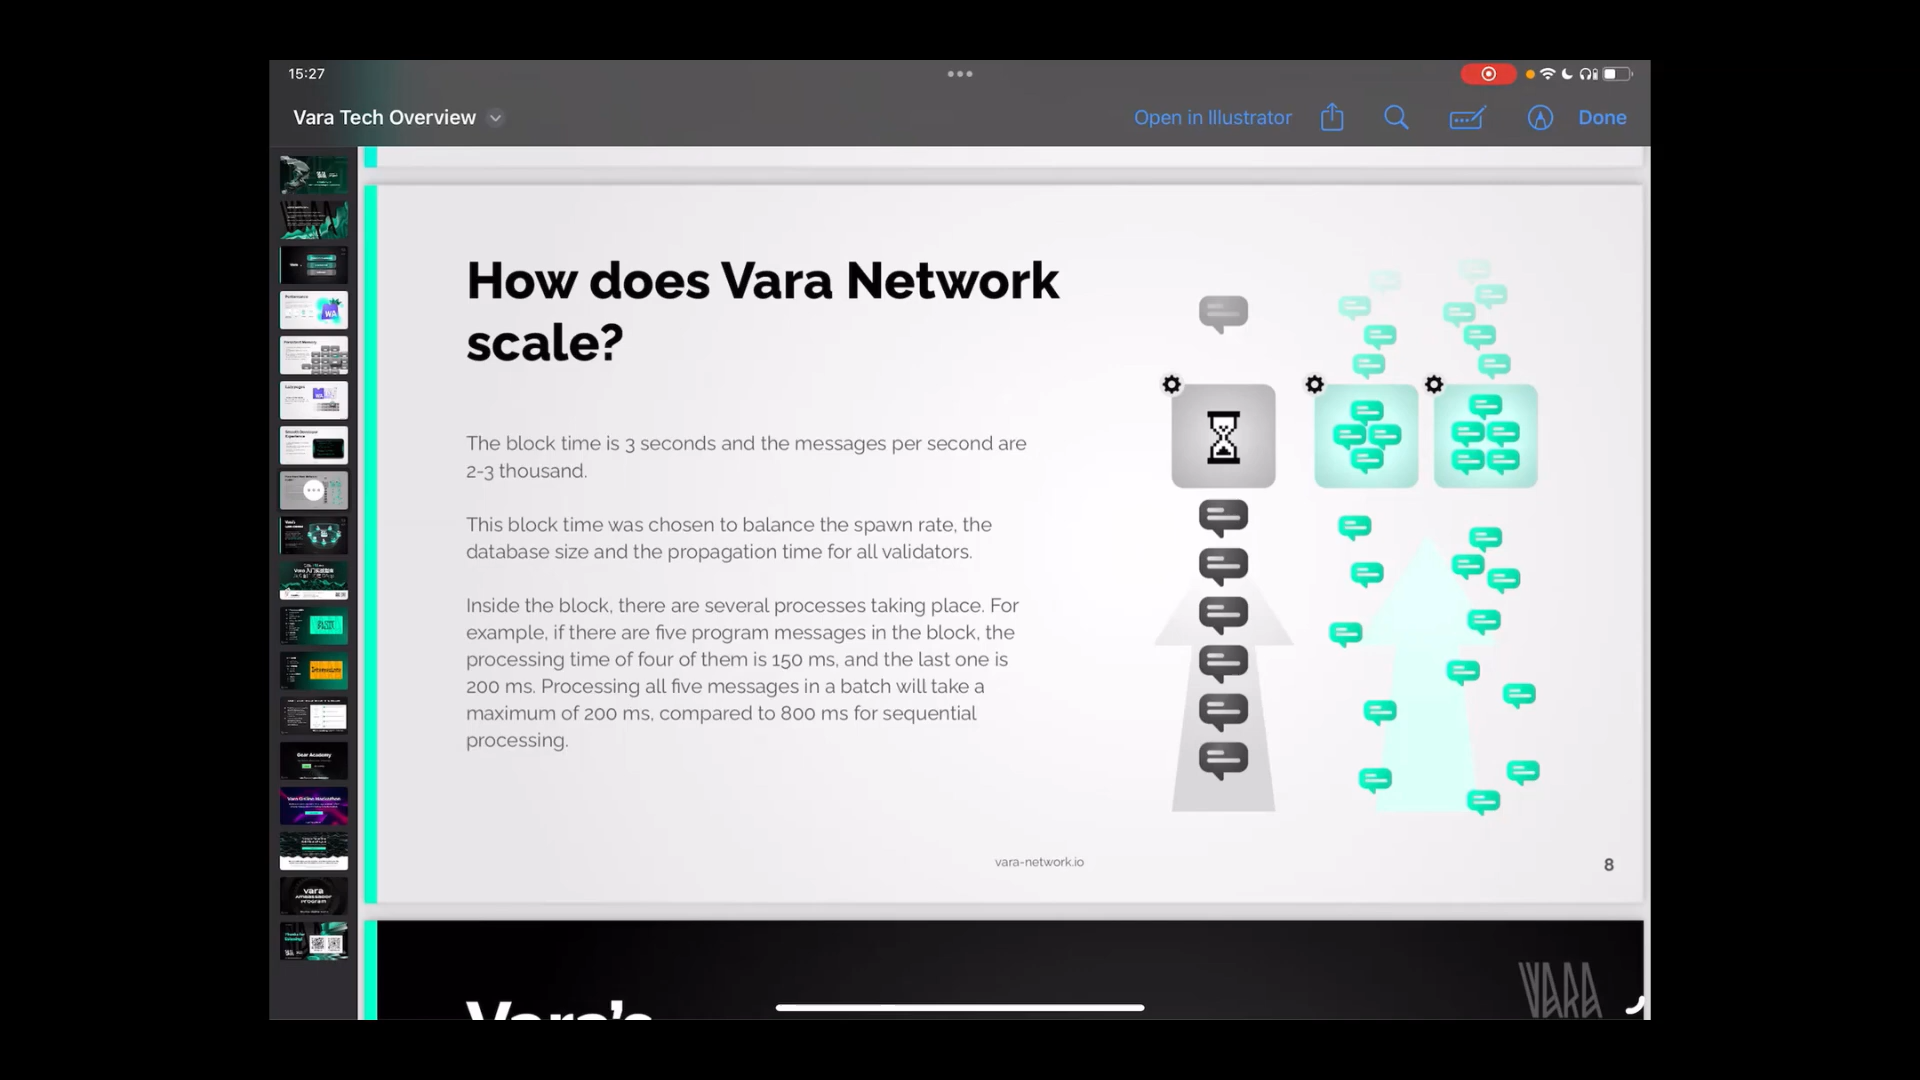 15:27
Vara Tech Overview
Open in Illustrator
Done
How does Vara Network
scale?
The block time is 3 seconds and the messages per second are
2-3 thousand.
This block time was chosen to balance the spawn rate, the
database size and the propagation time for all validators.
Inside the block, there are several processes taking place. For
example, if there are five program messages in the block, the
processing time of four of them is 150 ms, and the last one is
200 ms. Processing all five messages in a batch will take a
maximum of 200 ms, compared to 800 ms for sequential
processing.
vara-network.io
8
VARA
Vara's